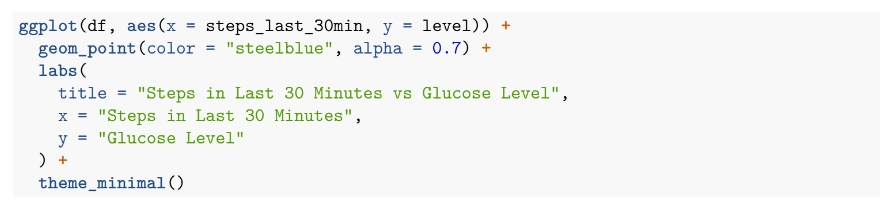 ggplot(df, aes(x = steps_last_30min, y = level)) +
  geom_point(color = "steelblue", alpha = 0.7) +
  labs(
    title = "Steps in Last 30 Minutes vs Glucose Level",
    x = "Steps in Last 30 Minutes",
    y = "Glucose Level"
  ) +
  theme_minimal()